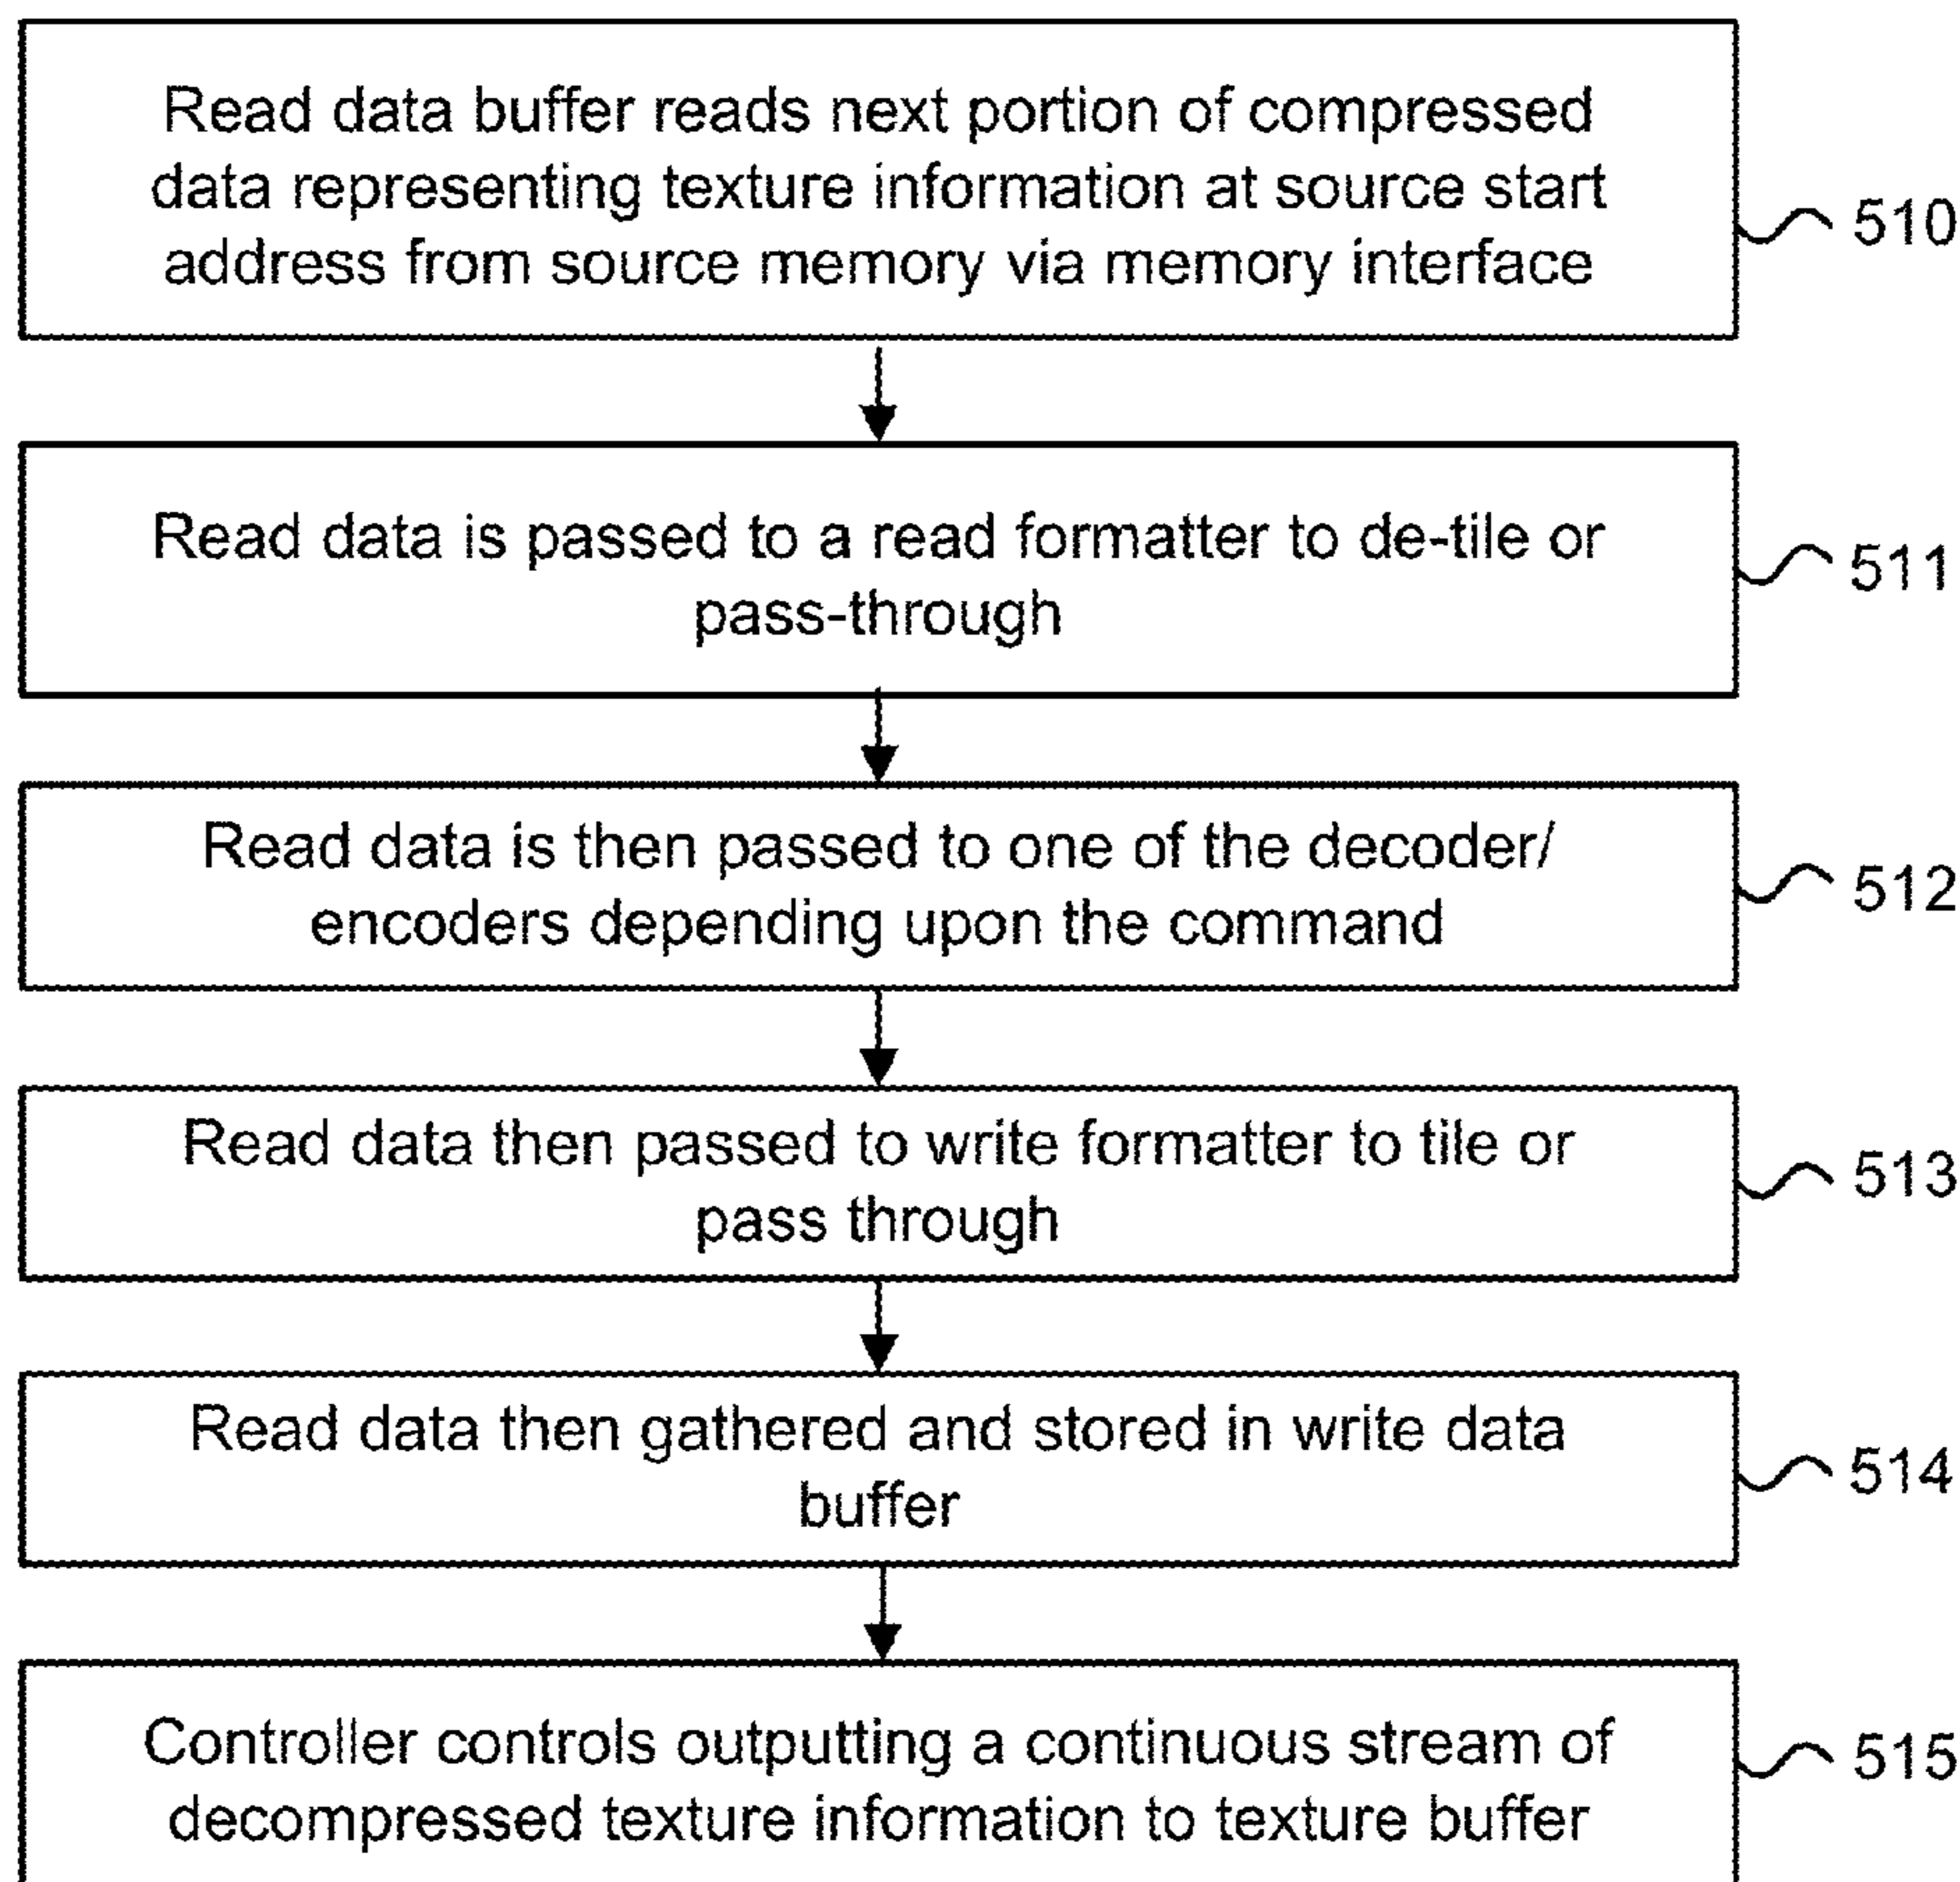 Read data buffer reads next portion of compressed
data representing texture information at source start
address from source memory via memory interface
510
Read data is passed to a read formatter to de-tile or
pass-through
511
Read data is then passed to one of the decoder/
encoders depending upon the command
512
Read data then passed to write formatter to tile or
pass through
513
Read data then gathered and stored in write data
buffer
514
Controller controls outputting a continuous stream of
decompressed texture information to texture buffer
515